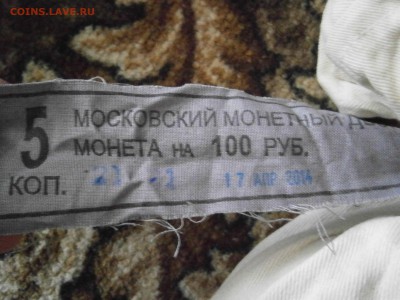 COINS.LAVE.RU
5 КОП.
МОСКОВСКИЙ МОНЕТНЫЙ
МОНЕТА НА 100 РУБ.
17 АПР 2014